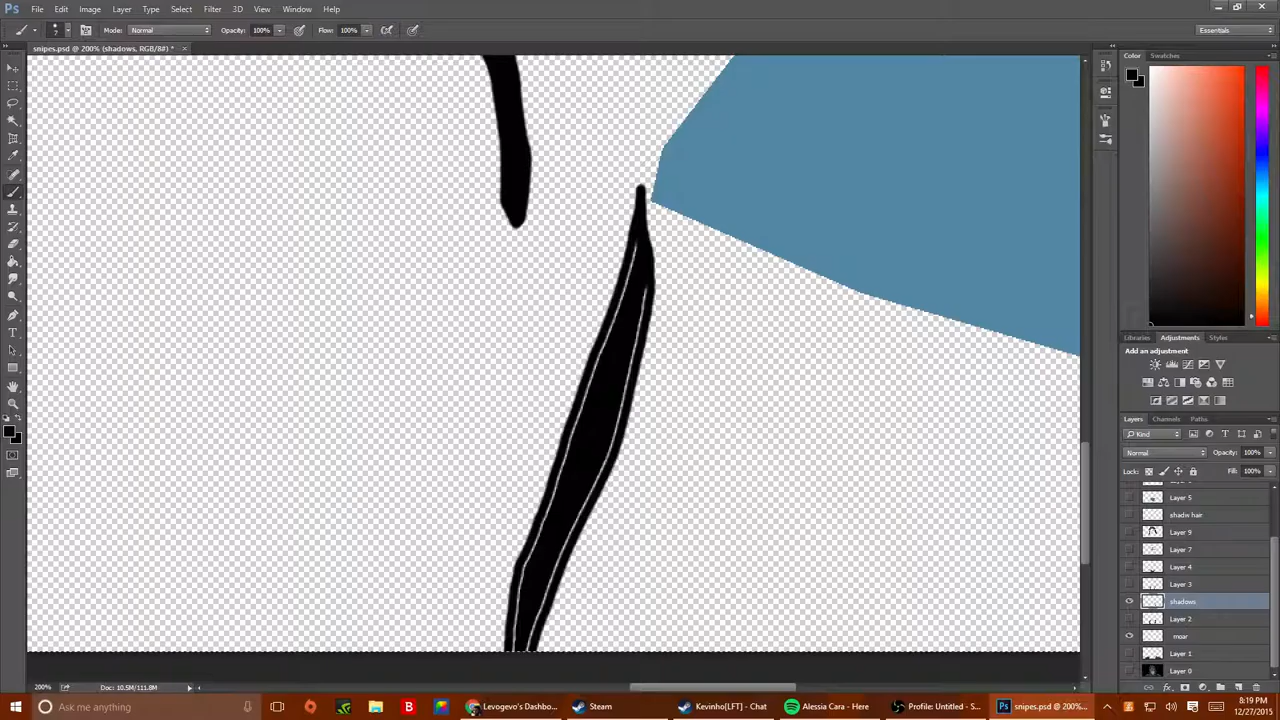 Ps File Edit Image Layer Type Select Filter 3D View Window Help
7 Mode: Normal Opacity: 100% Flow: 100% Essentials
snipes.psd @ 200% (shadows, RGB/8#) * ×
Color Swatches
Libraries Adjustments Styles
Add an adjustment
Layers Channels Paths
Kind
Normal Opacity: 100%
Lock: Fill: 100%
Layer 5
shadw hair
Layer 9
Layer 7
Layer 4
Layer 3
shadows
Layer 2
moar
Layer 1
Layer 0
200% Doc: 10.5M/111.8M
Ask me anything Levogevo's Dashbo... Steam Kevinho[LFT] - Chat Alessia Cara - Here Profile: Untitled - S... snipes.psd @ 200%... 8:19 PM
12/27/2015